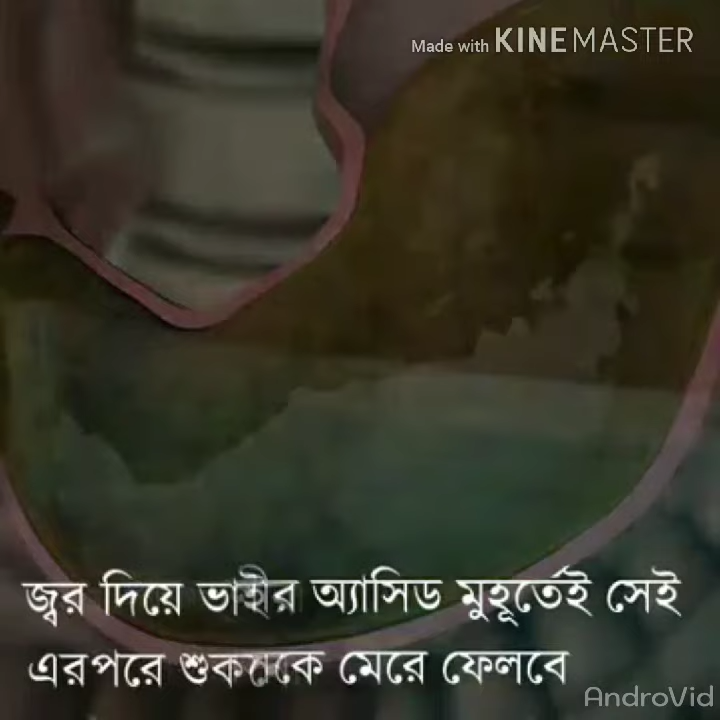 Made with KINEMASTER
জ্বর দিয়ে অ্যাসিড মুহূর্তেই সেই
এরপরে মেরে ফেলবে
AndroVid